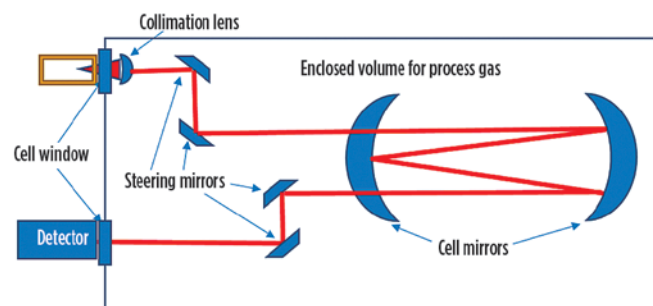 Collimation lens
Enclosed volume for process gas
Cell window
Steering mirrors
Detector
Cell mirrors